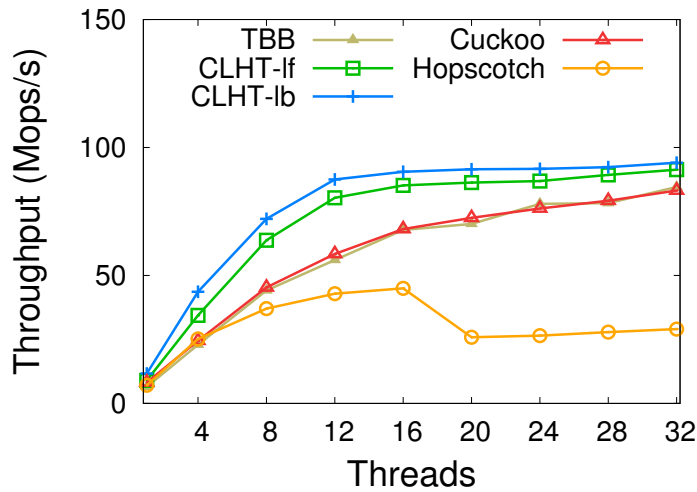 150
100
50
0
Throughput (Mops/s)
TBB
CLHT-lf
CLHT-lb
Cuckoo
Hopscotch
4 8 12 16 20 24 28 32
Threads